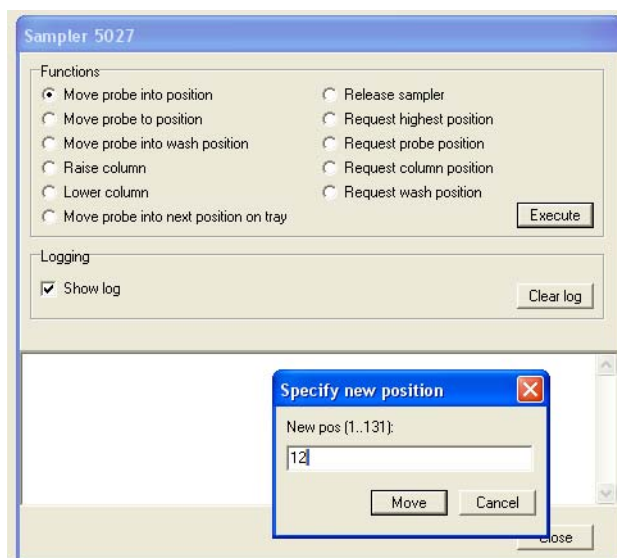 Sampler 5027
Functions
Move probe into position
Move probe to position
Move probe into wash position
Raise column
Lower column
Move probe into next position on tray
Release sampler
Request highest position
Request probe position
Request column position
Request wash position
Execute
Logging
Show log
Clear log
Specify new position
New pos (1..131):
12
Move
Cancel
Close